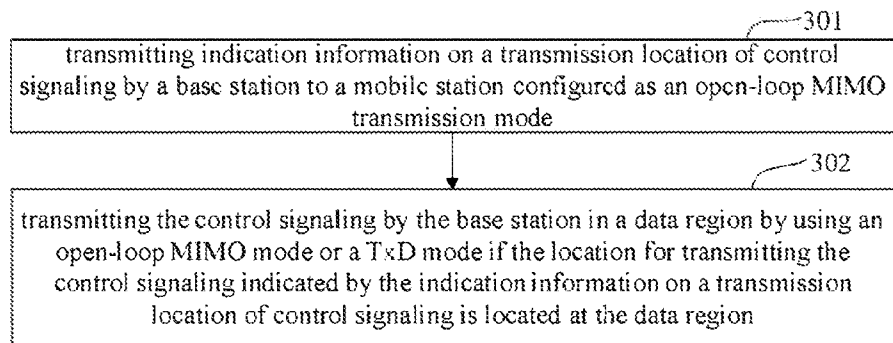 301
transmitting indication information on a transmission location of control
signaling by a base station to a mobile station configured as an open-loop MIMO
transmission mode
302
transmitting the control signaling by the base station in a data region by using an
open-loop MIMO mode or a TxD mode if the location for transmitting the
control signaling indicated by the indication information on a transmission
location of control signaling is located at the data region